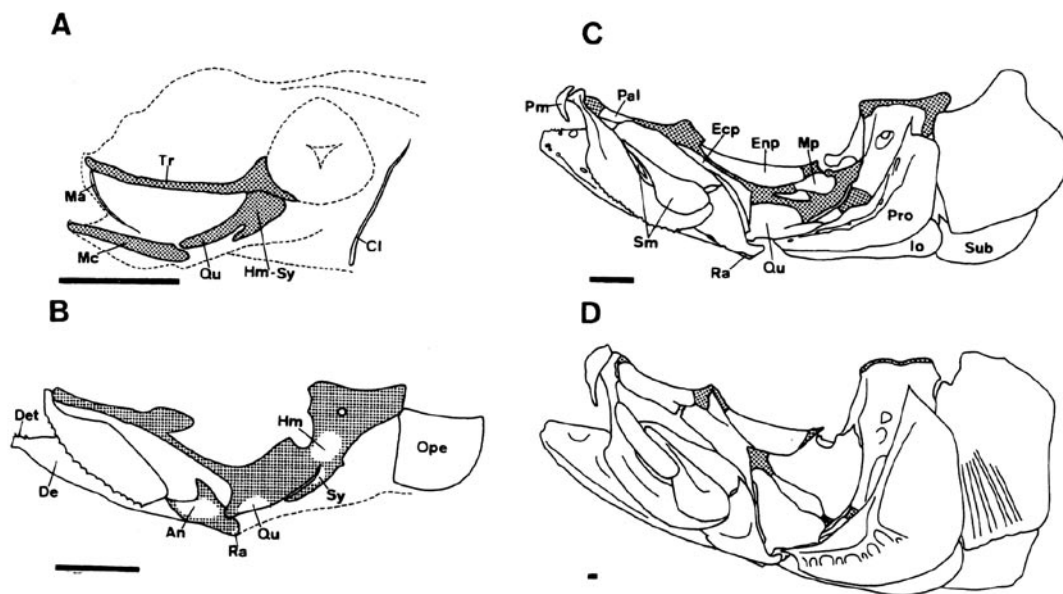 A
Tr
Ma
Mc
Qu
Hm-Sy
Cl
B
Det
De
An
Ra
Qu
Hm
Sy
Ope
C
Pm
Pal
Ecp
Enp
Mp
Sm
Ra
Qu
Pro
Io
Sub
D